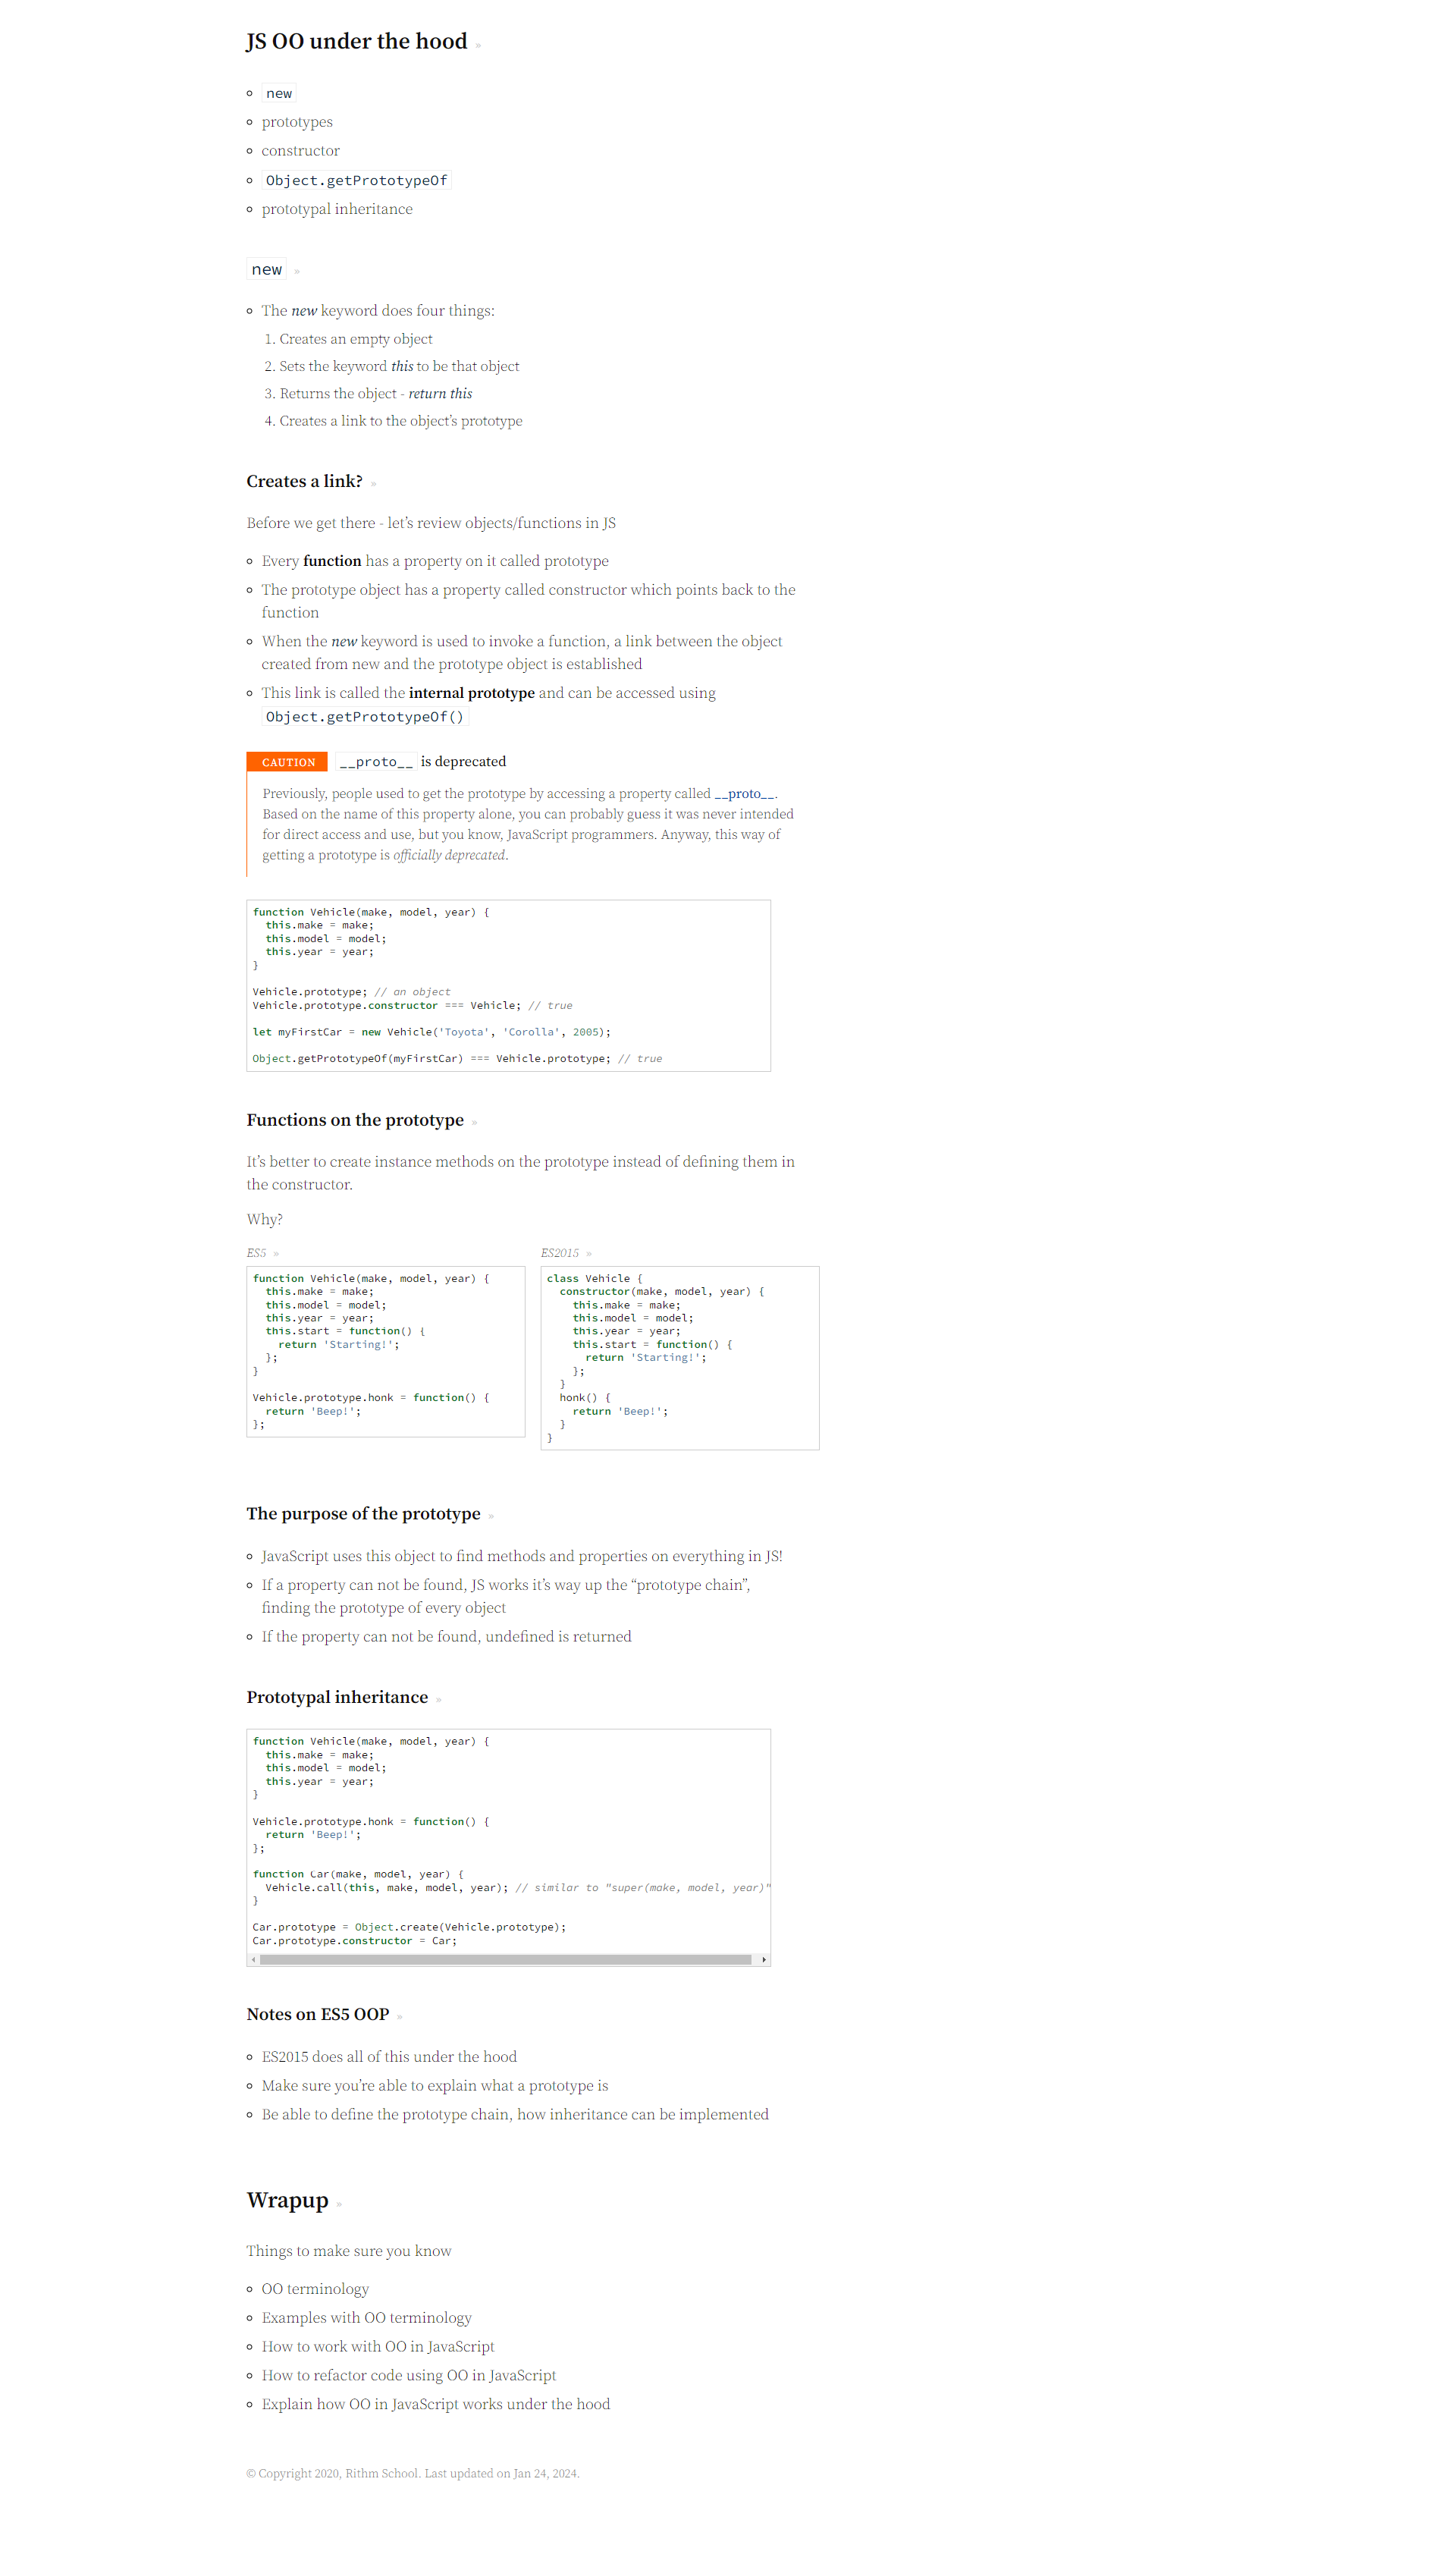 JS OO under the hood »
new
prototypes
constructor
Object.getPrototypeOf
prototypal inheritance
new »
The new keyword does four things:
1. Creates an empty object
2. Sets the keyword this to be that object
3. Returns the object - return this
4. Creates a link to the object’s prototype
Creates a link? »
Before we get there - let’s review objects/functions in JS
Every function has a property on it called prototype
The prototype object has a property called constructor which points back to the
function
When the new keyword is used to invoke a function, a link between the object
created from new and the prototype object is established
This link is called the internal prototype and can be accessed using
Object.getPrototypeOf()
CAUTION __proto__ is deprecated
Previously, people used to get the prototype by accessing a property called __proto__.
Based on the name of this property alone, you can probably guess it was never intended
for direct access and use, but you know, JavaScript programmers. Anyway, this way of
getting a prototype is officially deprecated.
function Vehicle(make, model, year) {
  this.make = make;
  this.model = model;
  this.year = year;
}
Vehicle.prototype; // an object
Vehicle.prototype.constructor === Vehicle; // true
let myFirstCar = new Vehicle('Toyota', 'Corolla', 2005);
Object.getPrototypeOf(myFirstCar) === Vehicle.prototype; // true
Functions on the prototype »
It’s better to create instance methods on the prototype instead of defining them in
the constructor.
Why?
ES5 »
function Vehicle(make, model, year) {
  this.make = make;
  this.model = model;
  this.year = year;
  this.start = function() {
    return 'Starting!';
  };
}
Vehicle.prototype.honk = function() {
  return 'Beep!';
};
ES2015 »
class Vehicle {
  constructor(make, model, year) {
    this.make = make;
    this.model = model;
    this.year = year;
    this.start = function() {
      return 'Starting!';
    };
  }
  honk() {
    return 'Beep!';
  }
}
The purpose of the prototype »
JavaScript uses this object to find methods and properties on everything in JS!
If a property can not be found, JS works it’s way up the “prototype chain”,
finding the prototype of every object
If the property can not be found, undefined is returned
Prototypal inheritance »
function Vehicle(make, model, year) {
  this.make = make;
  this.model = model;
  this.year = year;
}
Vehicle.prototype.honk = function() {
  return 'Beep!';
};
function Car(make, model, year) {
  Vehicle.call(this, make, model, year); // similar to "super(make, model, year)"
}
Car.prototype = Object.create(Vehicle.prototype);
Car.prototype.constructor = Car;
Notes on ES5 OOP »
ES2015 does all of this under the hood
Make sure you’re able to explain what a prototype is
Be able to define the prototype chain, how inheritance can be implemented
Wrapup »
Things to make sure you know
OO terminology
Examples with OO terminology
How to work with OO in JavaScript
How to refactor code using OO in JavaScript
Explain how OO in JavaScript works under the hood
© Copyright 2020, Rithm School. Last updated on Jan 24, 2024.